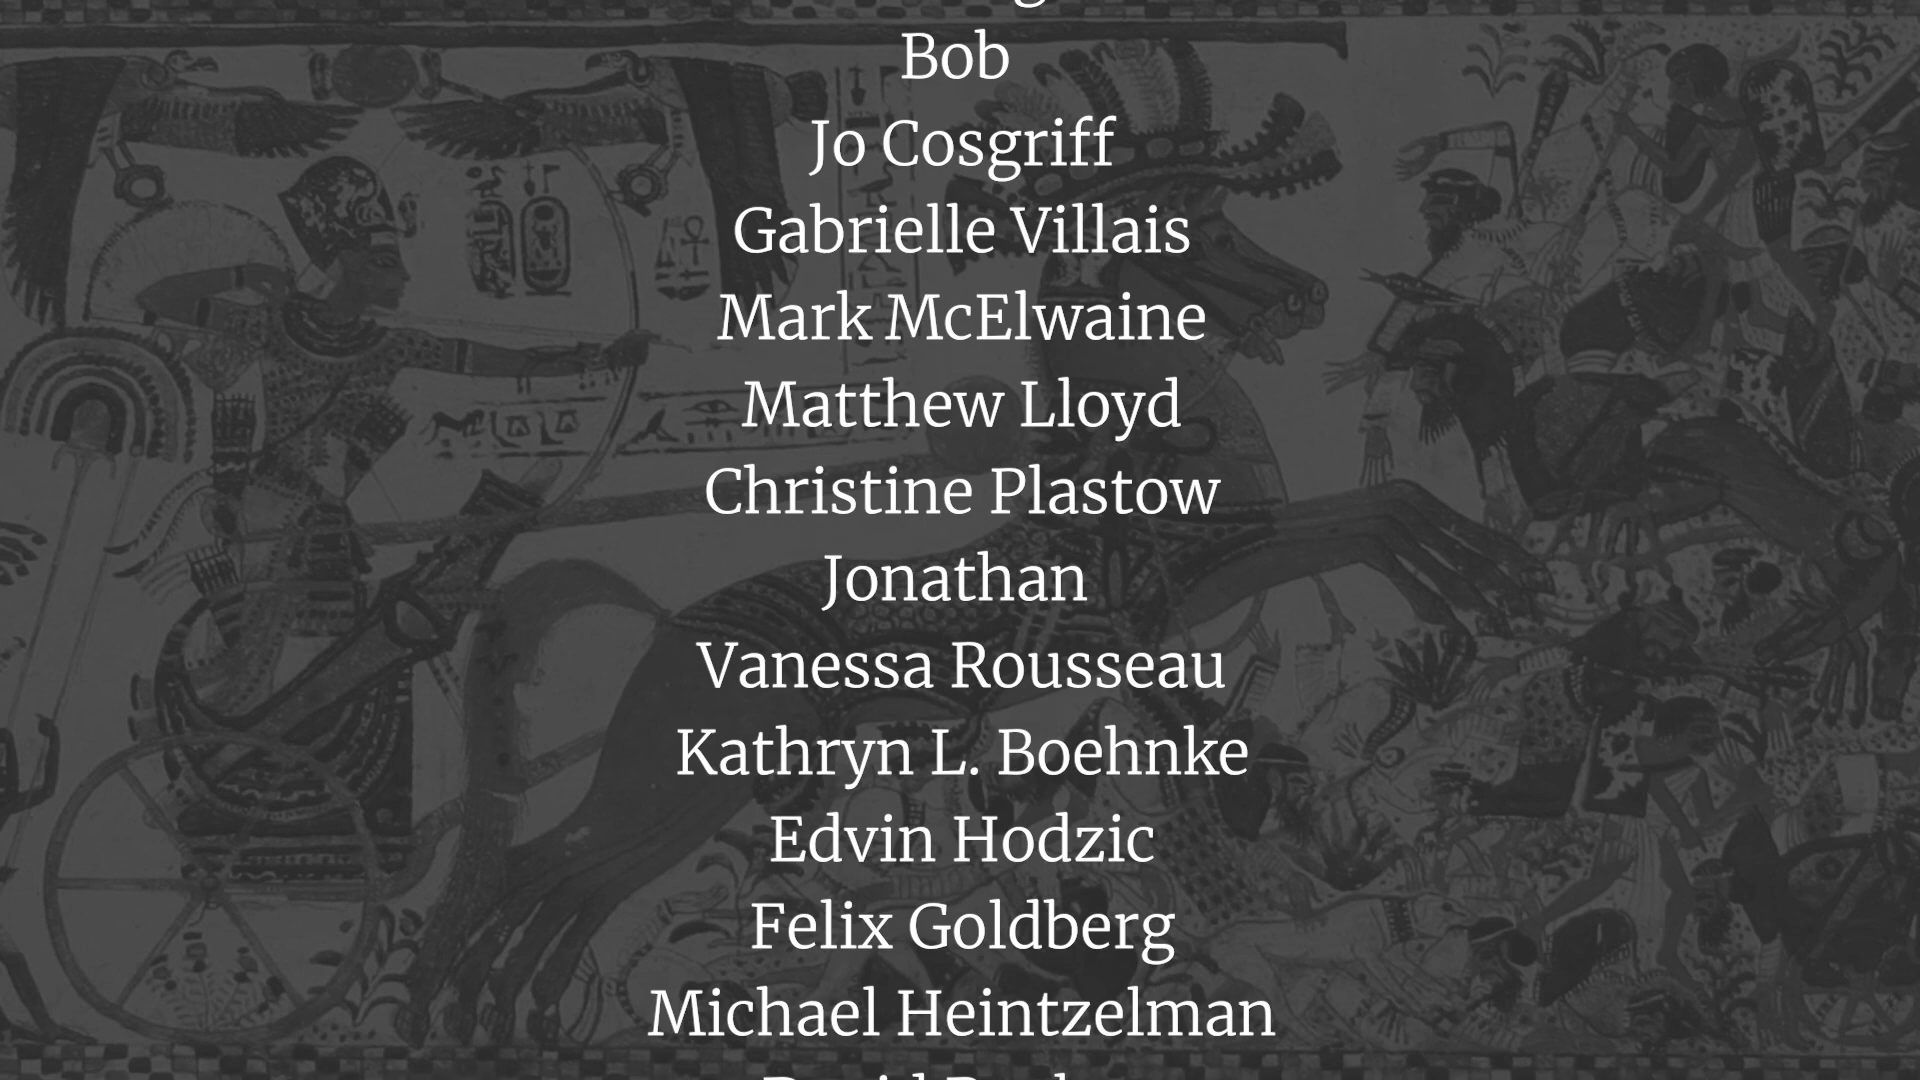 Bob
Jo Cosgriff
Gabrielle Villais
Mark McElwaine
Matthew Lloyd
Christine Plastow
Jonathan
Vanessa Rousseau
Kathryn L. Boehnke
Edvin Hodzic
Felix Goldberg
Michael Heintzelman